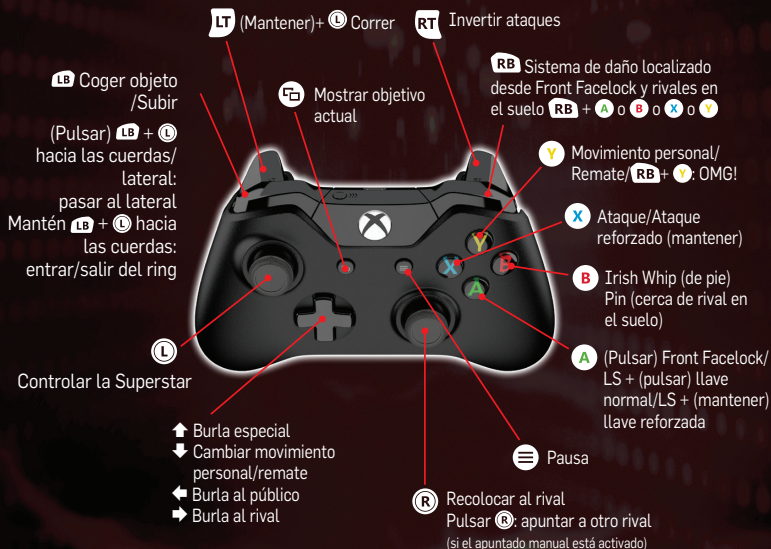 LT (Mantener)+ L Correr
RT Invertir ataques
LB Coger objeto
/Subir
(Pulsar) LB + L
hacia las cuerdas/
lateral:
pasar al lateral
Mantén LB + L hacia
las cuerdas:
entrar/salir del ring
Mostrar objetivo
actual
RB Sistema de daño localizado
desde Front Facelock y rivales en
el suelo RB + A o B o X o Y
Y Movimiento personal/
Remate/ RB + Y: OMG!
X Ataque/Ataque
reforzado (mantener)
B Irish Whip (de pie)
Pin (cerca de rival en
el suelo)
A (Pulsar) Front Facelock/
LS + (pulsar) llave
normal/LS + (mantener)
llave reforzada
Y
X
B
A
L
Controlar la Superstar
↑ Burla especial
↓ Cambiar movimiento
personal/remate
← Burla al público
→ Burla al rival
Pausa
R Recolocar al rival
Pulsar R: apuntar a otro rival
(si el apuntado manual está activado)